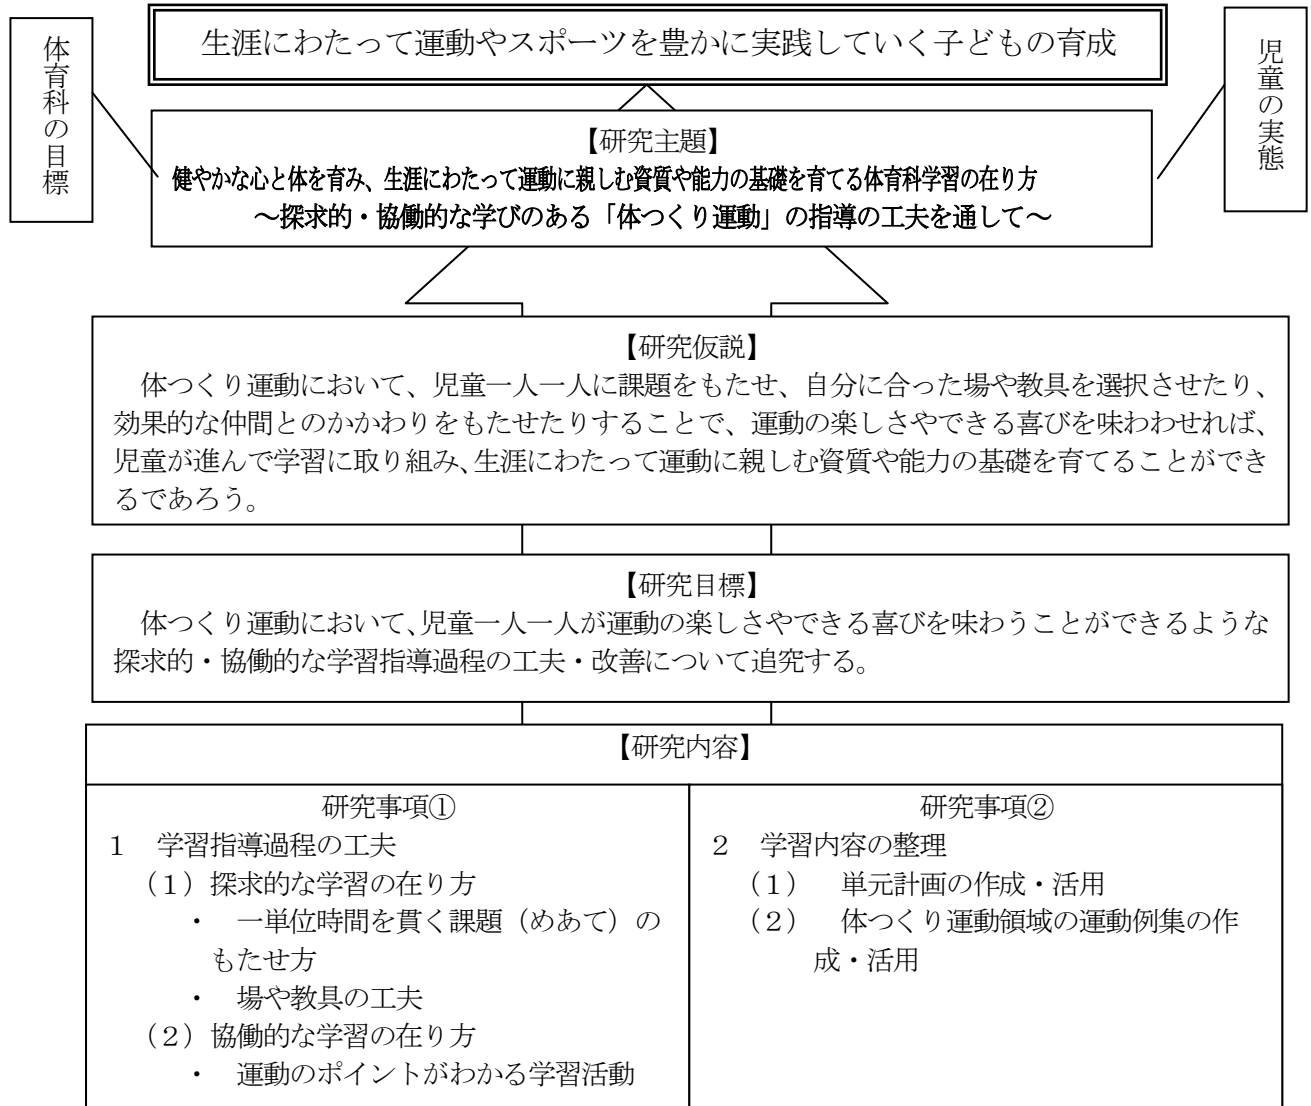 生涯にわたって運動やスポーツを豊かに実践していく子どもの育成
体育科の目標
児童の実態
【研究主題】
健やかな心と体を育み、生涯にわたって運動に親しむ資質や能力の基礎を育てる体育科学習の在り方
～探求的・協働的な学びのある「体つくり運動」の指導の工夫を通して～
【研究仮説】
体つくり運動において、児童一人一人に課題をもたせ、自分に合った場や教具を選択させたり、
効果的な仲間とのかかわりをもたせたりすることで、運動の楽しさやできる喜びを味わわせれば、
児童が進んで学習に取り組み、生涯にわたって運動に親しむ資質や能力の基礎を育てることができ
るであろう。
【研究目標】
体つくり運動において、児童一人一人が運動の楽しさやできる喜びを味わうことができるような
探求的・協働的な学習指導過程の工夫・改善について追究する。
【研究内容】
研究事項①
1　学習指導過程の工夫
（1）探求的な学習の在り方
・　一単位時間を貫く課題（めあて）の
もたせ方
・　場や教具の工夫
（2）協働的な学習の在り方
・　運動のポイントがわかる学習活動
研究事項②
2　学習内容の整理
（1）　単元計画の作成・活用
（2）　体つくり運動領域の運動例集の作
成・活用